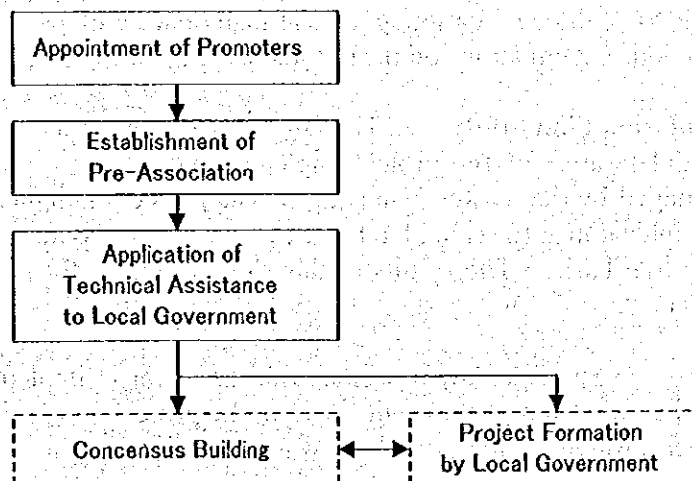 Appointment of Promoters
Establishment of
Pre-Association
Application of
Technical Assistance
to Local Government
Concensus Building
Project Formation
by Local Government